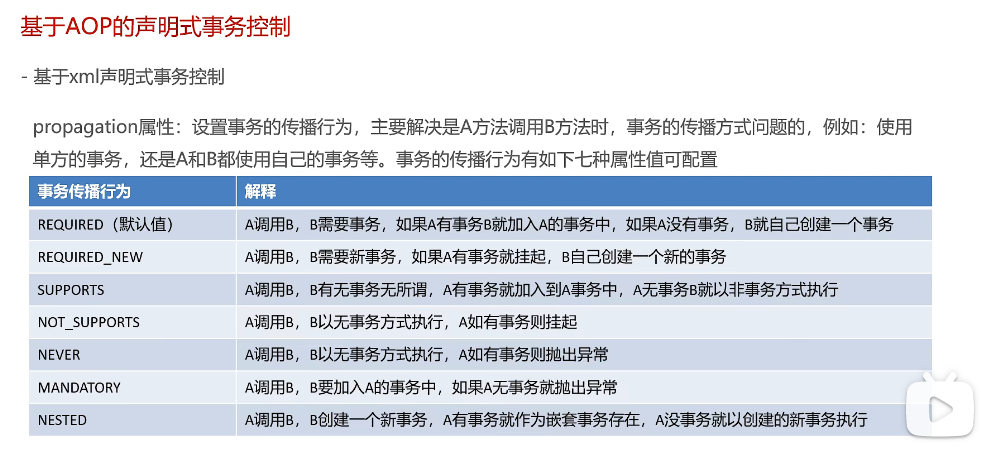 基于AOP的声明式事务控制
- 基于xml声明式事务控制
propagation属性：设置事务的传播行为，主要解决是A方法调用B方法时，事务的传播方式问题的，例如：使用
单方的事务，还是A和B都使用自己的事务等。事务的传播行为有如下七种属性值可配置
事务传播行为 解释
REQUIRED（默认值） A调用B，B需要事务，如果A有事务B就加入A的事务中，如果A没有事务，B就自己创建一个事务
REQUIRED_NEW A调用B，B需要新事务，如果A有事务就挂起，B自己创建一个新的事务
SUPPORTS A调用B，B有无事务无所谓，A有事务就加入到A事务中，A无事务B就以非事务方式执行
NOT_SUPPORTS A调用B，B以无事务方式执行，A如有事务则挂起
NEVER A调用B，B以无事务方式执行，A如有事务则抛出异常
MANDATORY A调用B，B要加入A的事务中，如果A无事务就抛出异常
NESTED A调用B，B创建一个新事务，A有事务就作为嵌套事务存在，A没事务就以创建的新事务执行